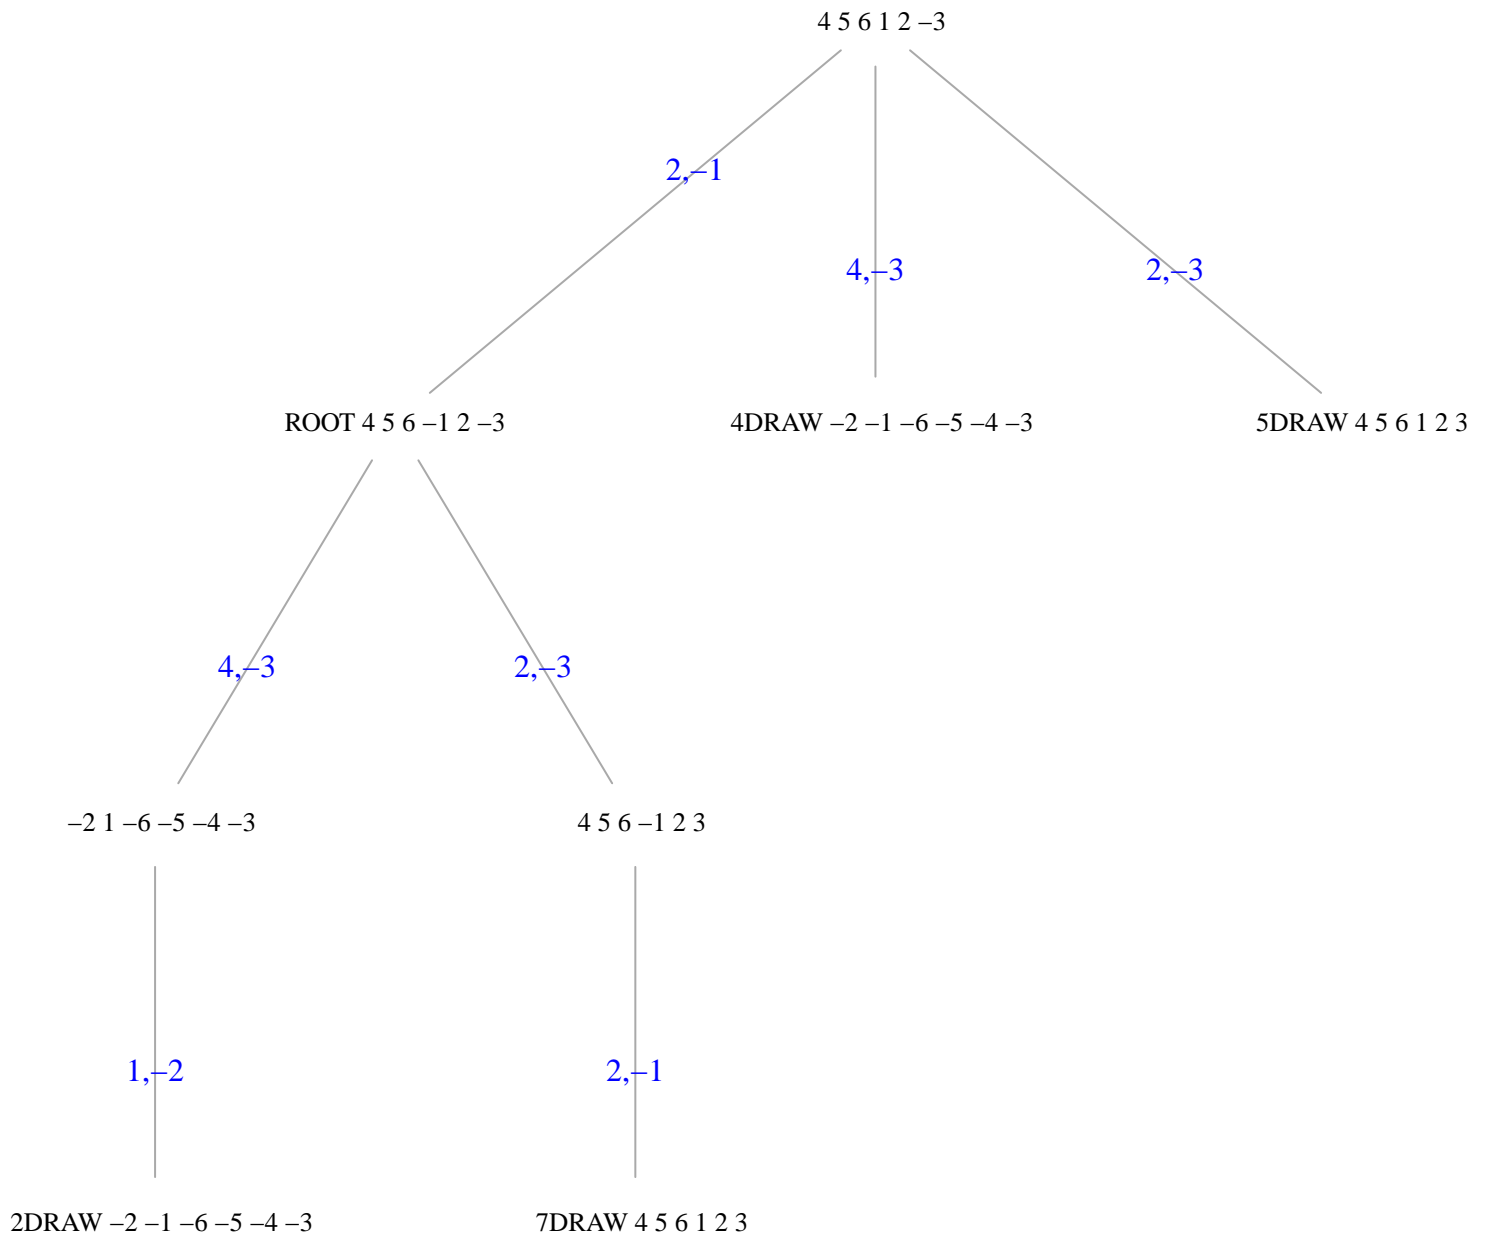 4 5 6 1 2 –3
2,–1
4,–3
2,–3
ROOT 4 5 6 –1 2 –3
4DRAW –2 –1 –6 –5 –4 –3
5DRAW 4 5 6 1 2 3
4,–3
2,–3
–2 1 –6 –5 –4 –3
4 5 6 –1 2 3
1,–2
2,–1
2DRAW –2 –1 –6 –5 –4 –3
7DRAW 4 5 6 1 2 3